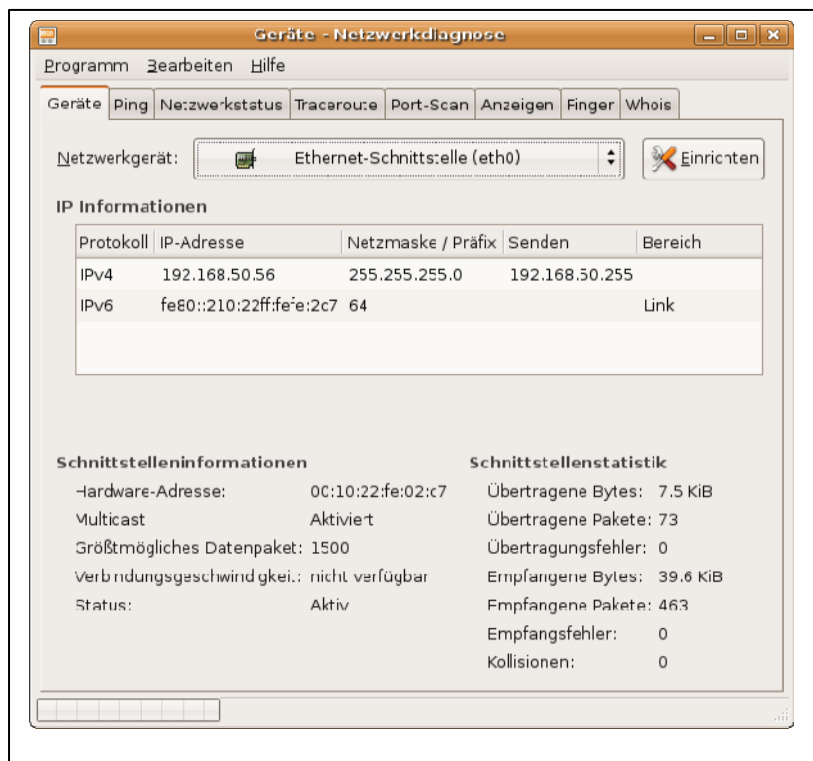 Geräte - Netzwerkdiagnose
Programm Bearbeiten Hilfe
Geräte Ping Netzwerkstatus Traceroute Port-Scan Anzeigen Finger Whois
Netzwerkgerät: Ethernet-Schnittstelle (eth0) Einrichten
IP Informationen
Protokoll IP-Adresse Netzmaske / Präfix Senden Bereich
IPv4 192.168.50.56 255.255.255.0 192.168.50.255
IPv6 fe80::210:22ff:fefe:2c7 64 Link
Schnittstelleninformationen
Hardware-Adresse: 00:10:22:fe:02:c7
Multicast Aktiviert
Größtmögliches Datenpaket: 1500
Verbindungsgeschwindigkeit: nicht verfügbar
Status: Aktiv
Schnittstellenstatistik
Übertragene Bytes: 7.5 KiB
Übertragene Pakete: 73
Übertragungsfehler: 0
Empfangene Bytes: 39.6 KiB
Empfangene Pakete: 463
Empfangsfehler: 0
Kollisionen: 0